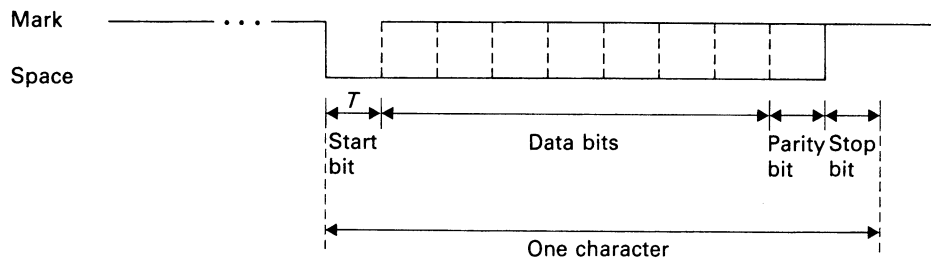 Mark
Space
T
Start bit
Data bits
Parity bit
Stop bit
One character